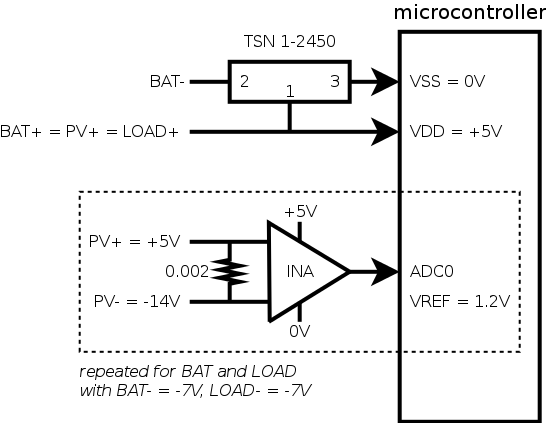 microcontroller
TSN 1-2450
BAT-
2
1
3
VSS = 0V
BAT+ = PV+ = LOAD+
VDD = +5V
+5V
PV+ = +5V
0.002
INA
ADC0
PV- = -14V
VREF = 1.2V
0V
repeated for BAT and LOAD
with BAT- = -7V, LOAD- = -7V